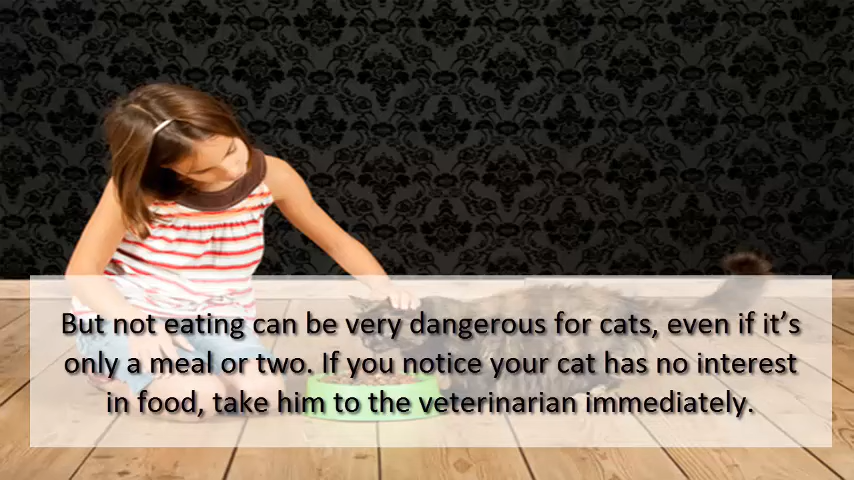 But not eating can be very dangerous for cats, even if it’s
only a meal or two. If you notice your cat has no interest
in food, take him to the veterinarian immediately.